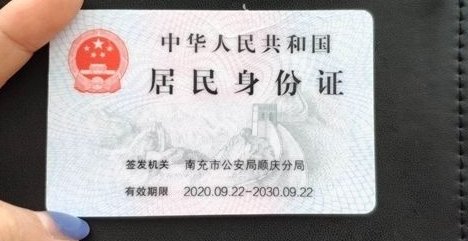 中华人民共和国
居民身份证
签发机关 南充市公安局顺庆分局
有效期限 2020.09.22-2030.09.22